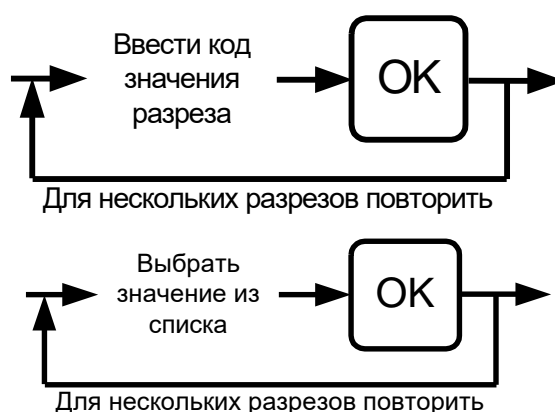 Ввести код
значения
разреза
OK
Для нескольких разрезов повторить
Выбрать
значение из
списка
OK
Для нескольких разрезов повторить